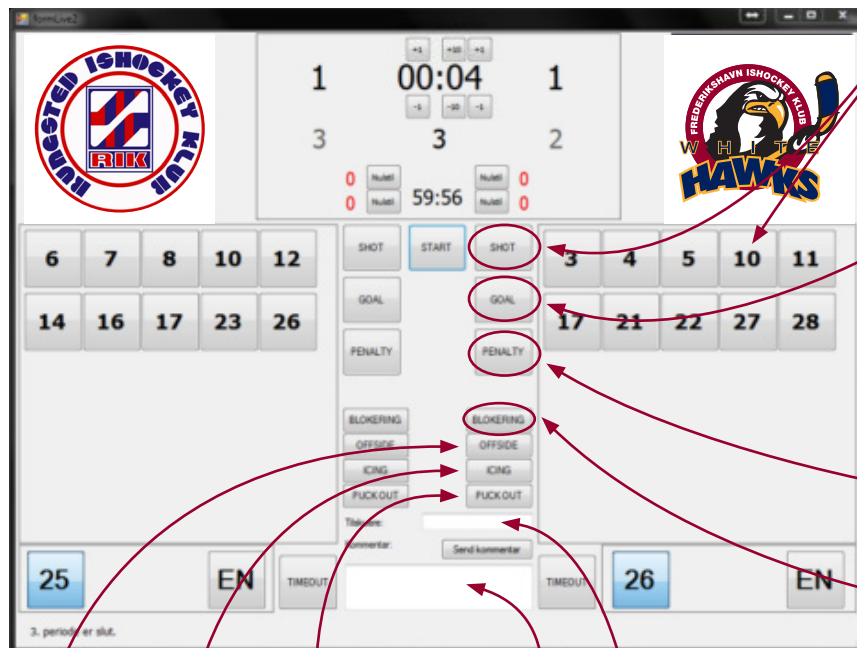 formLive2
RUNGSTED ISHOCKEY KLUB
RIK
FREDERIKSHAVN ISHOCKEY KLUB
WHITE
HAWKS
+1 +10 +1
1 00:04 1
-1 -10 -1
3 3 2
0 Nulstil Nulstil 0
0 Nulstil 59:56 Nulstil 0
SHOT START SHOT
GOAL GOAL
PENALTY PENALTY
6 7 8 10 12
14 16 17 23 26
3 4 5 10 11
17 21 22 27 28
BLOKERING BLOKERING
OFFSIDE OFFSIDE
ICING ICING
PUCK OUT PUCK OUT
Tilskuere:
Kommentar: Send kommentar
25 EN TIMEOUT TIMEOUT 26 EN
3. periode er slut.